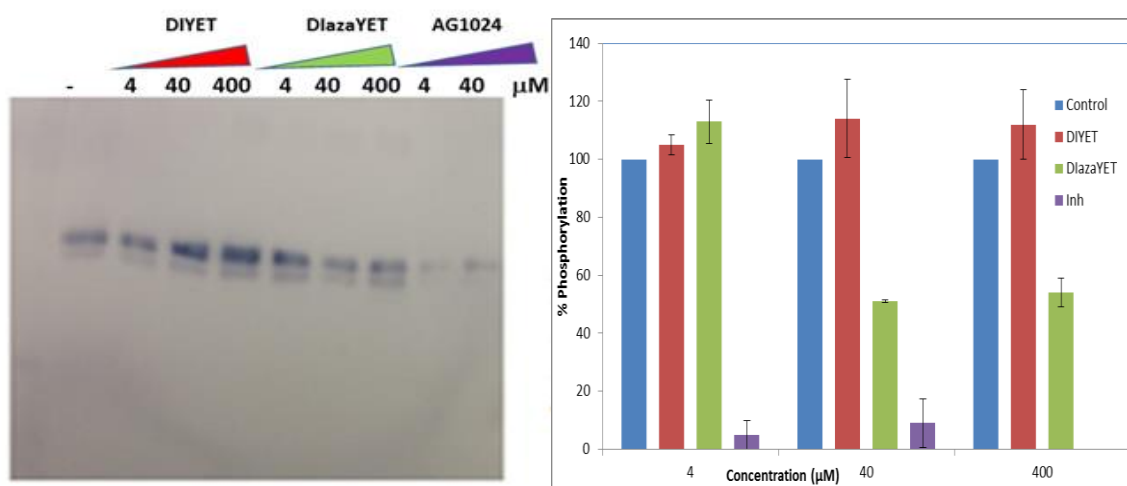 DIYET DIazaYET AG1024
- 4 40 400 4 40 400 4 40 μM
140
120
100
80
60
40
20
0
% Phosphorylation
4 40 400
Concentration (μM)
Control
DIYET
DIazaYET
Inh